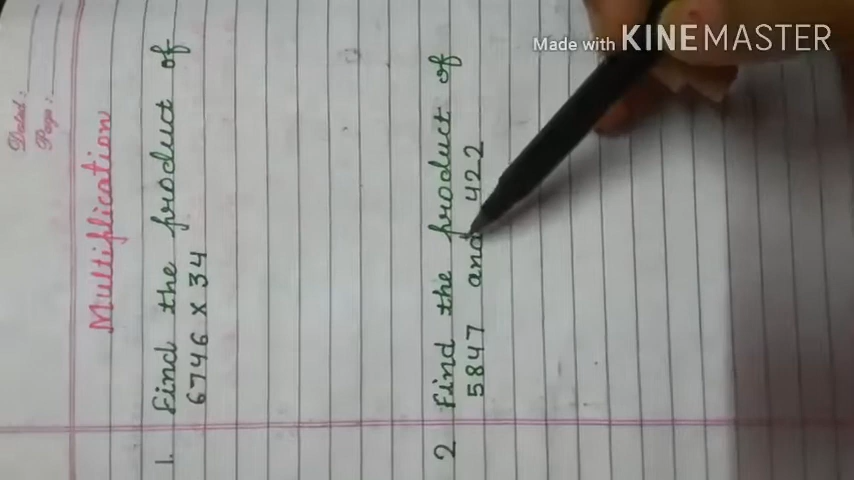 Dated:
Page:
Multiplication
1. Find the product of
6746 x 34
2 Find the product of
5847 and 422
Made with KINEMASTER